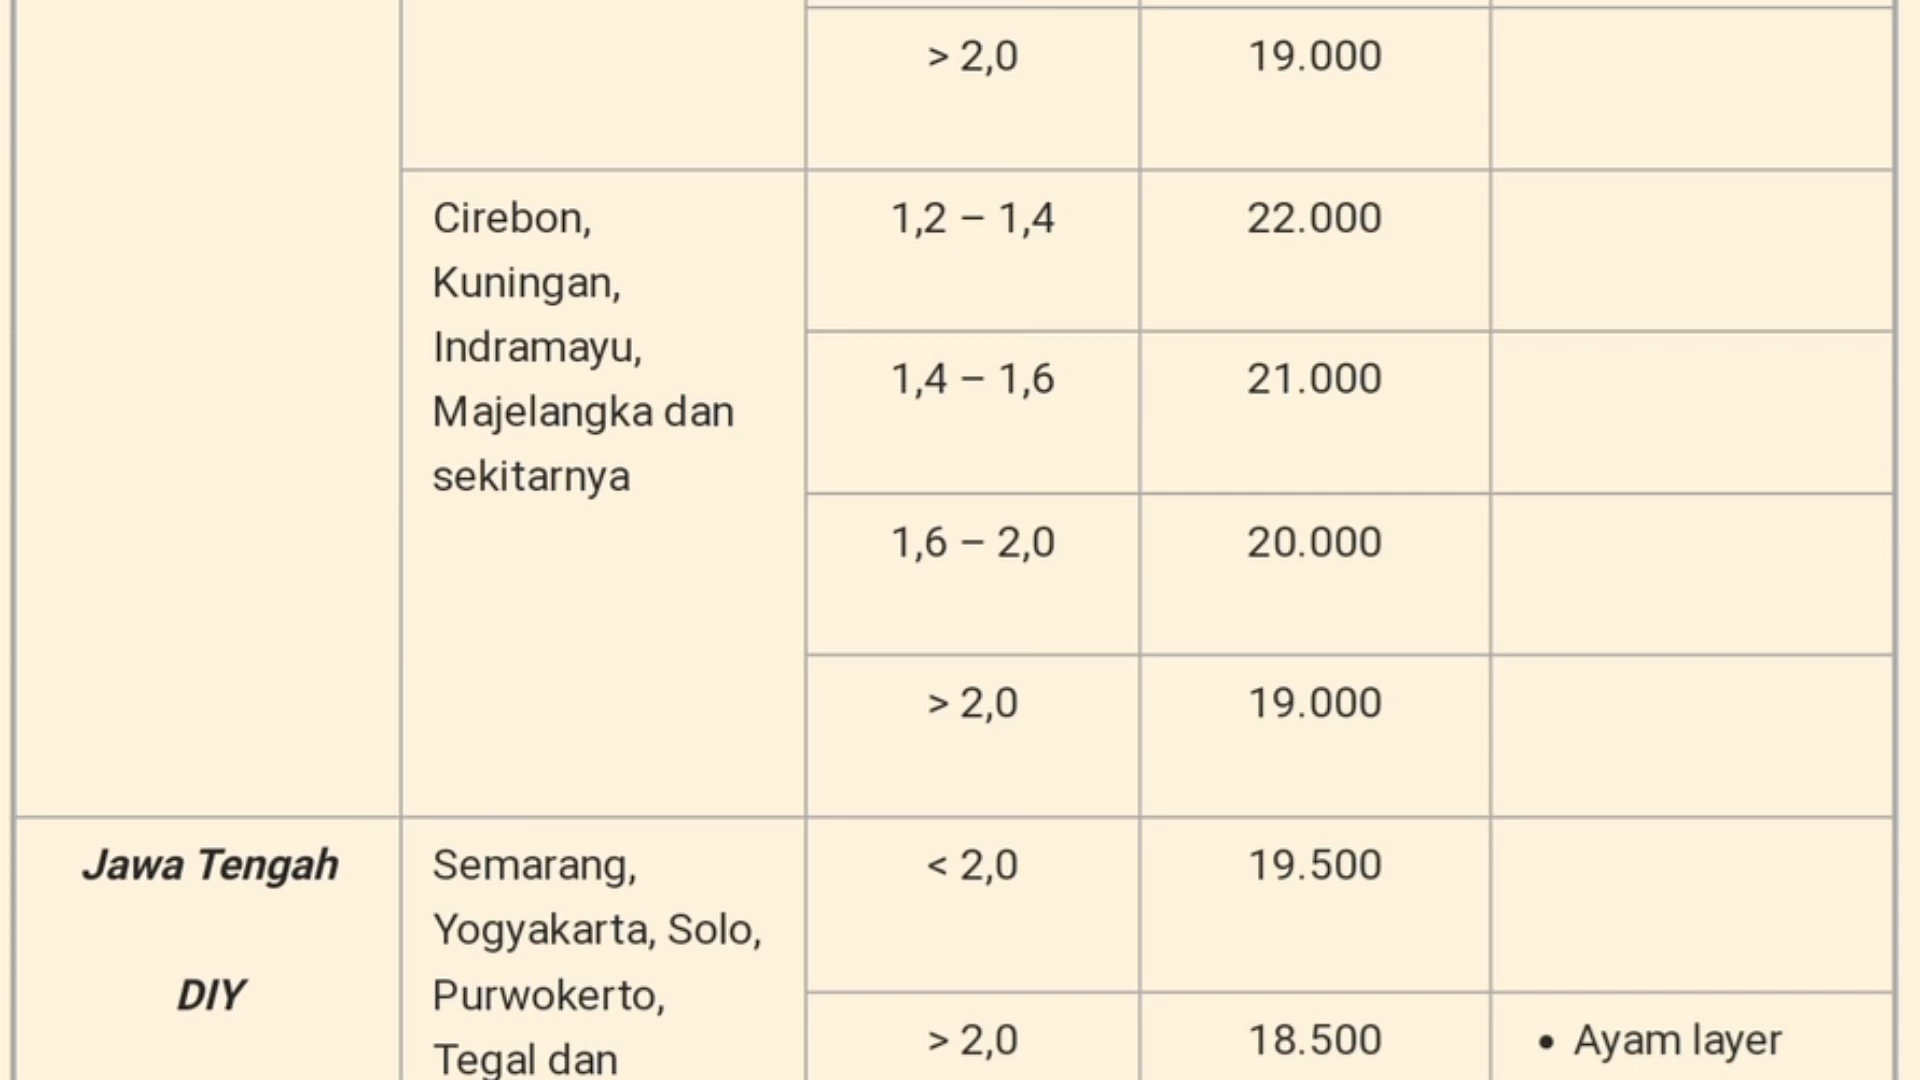 > 2,0 19.000
Cirebon, 1,2 – 1,4 22.000
Kuningan,
Indramayu, 1,4 – 1,6 21.000
Majelangka dan
sekitarnya
1,6 – 2,0 20.000
> 2,0 19.000
Jawa Tengah Semarang, < 2,0 19.500
Yogyakarta, Solo,
DIY Purwokerto,
Tegal dan > 2,0 18.500 • Ayam layer